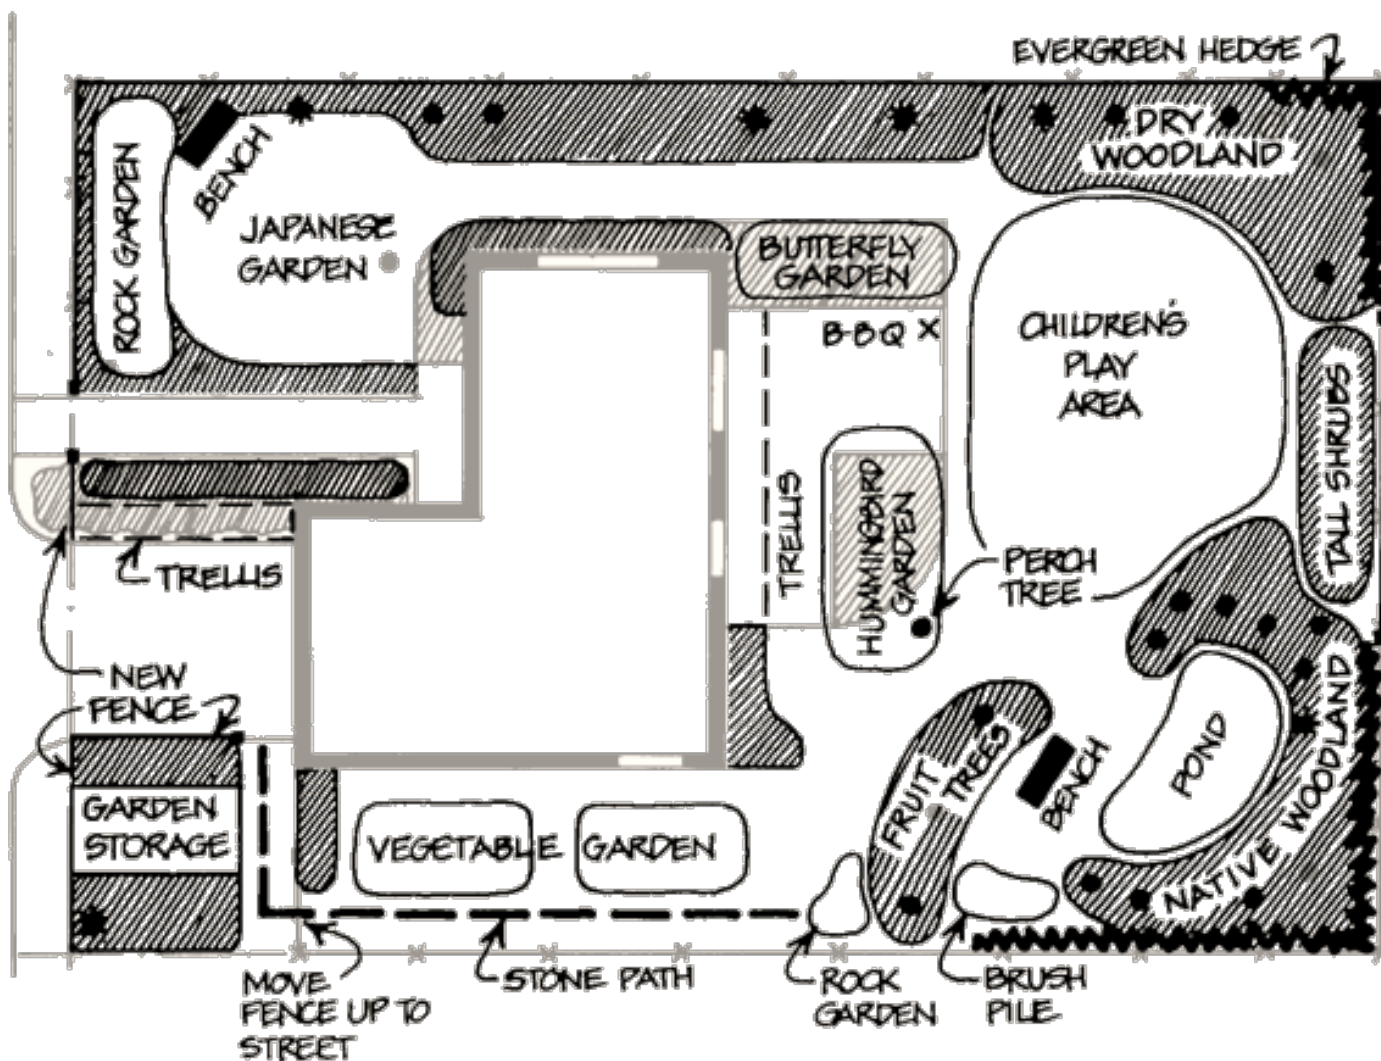 EVERGREEN HEDGE
DRY
WOODLAND
ROCK GARDEN
BENCH
JAPANESE
GARDEN
BUTTERFLY
GARDEN
B-B-Q X
CHILDREN'S
PLAY
AREA
TALL SHRUBS
TRELLIS
HUMMINGBIRD
GARDEN
PERCH
TREE
TRELLIS
NEW
FENCE
GARDEN
STORAGE
VEGETABLE GARDEN
FRUIT TREES
BENCH
POND
NATIVE WOODLAND
MOVE
FENCE UP TO
STREET
STONE PATH
ROCK
GARDEN
BRUSH
PILE